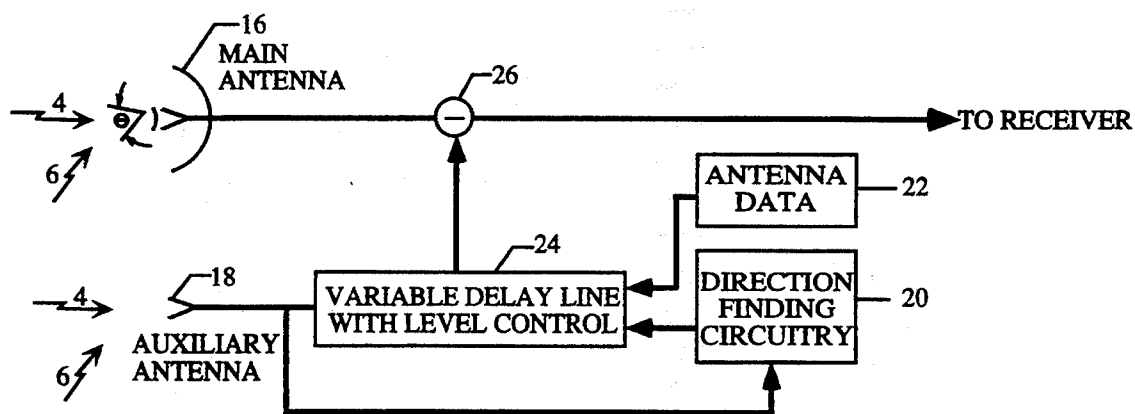 16
MAIN
ANTENNA
26
4
Θ
6
−
TO RECEIVER
ANTENNA
DATA
22
24
18
4
VARIABLE DELAY LINE
WITH LEVEL CONTROL
DIRECTION
FINDING
CIRCUITRY
20
6
AUXILIARY
ANTENNA